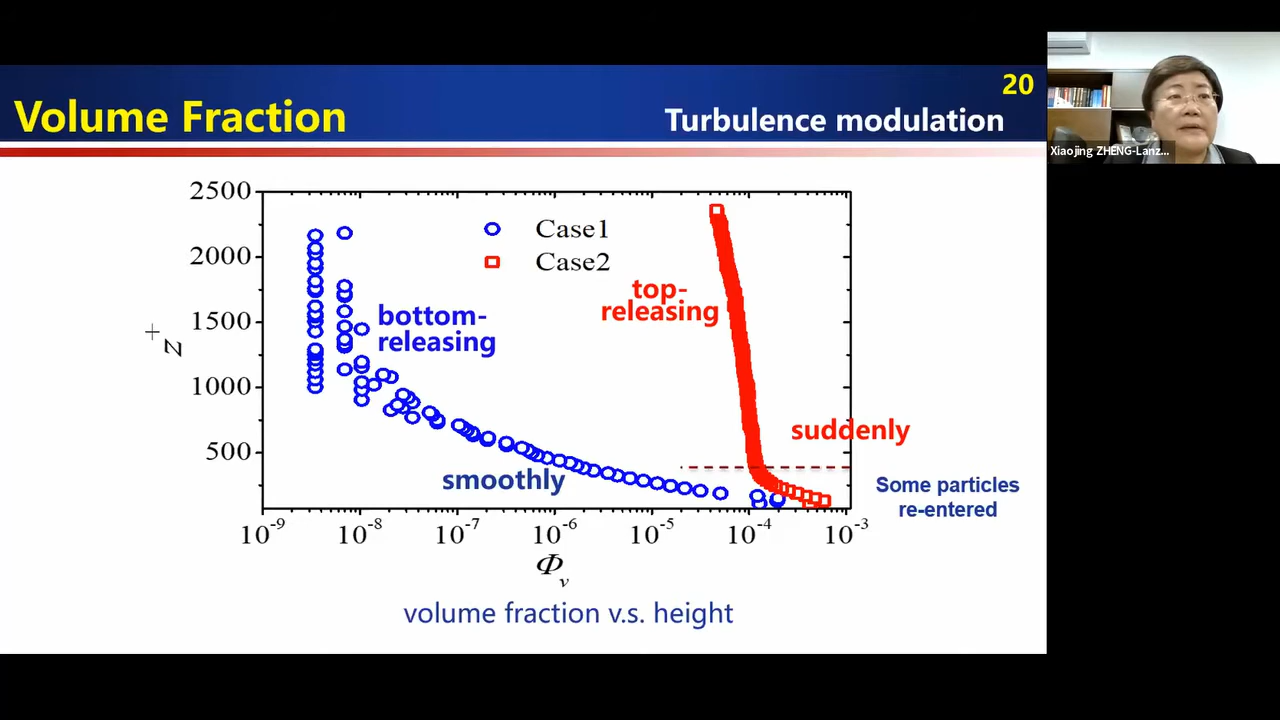 20
Volume Fraction
Turbulence modulation
Xiaojing ZHENG-Lanz...
2500
2000
1500
1000
500
z+
Case1
Case2
bottom-
releasing
top-
releasing
suddenly
smoothly
Some particles
re-entered
10-9
10-8
10-7
10-6
10-5
10-4
10-3
Φv
volume fraction v.s. height